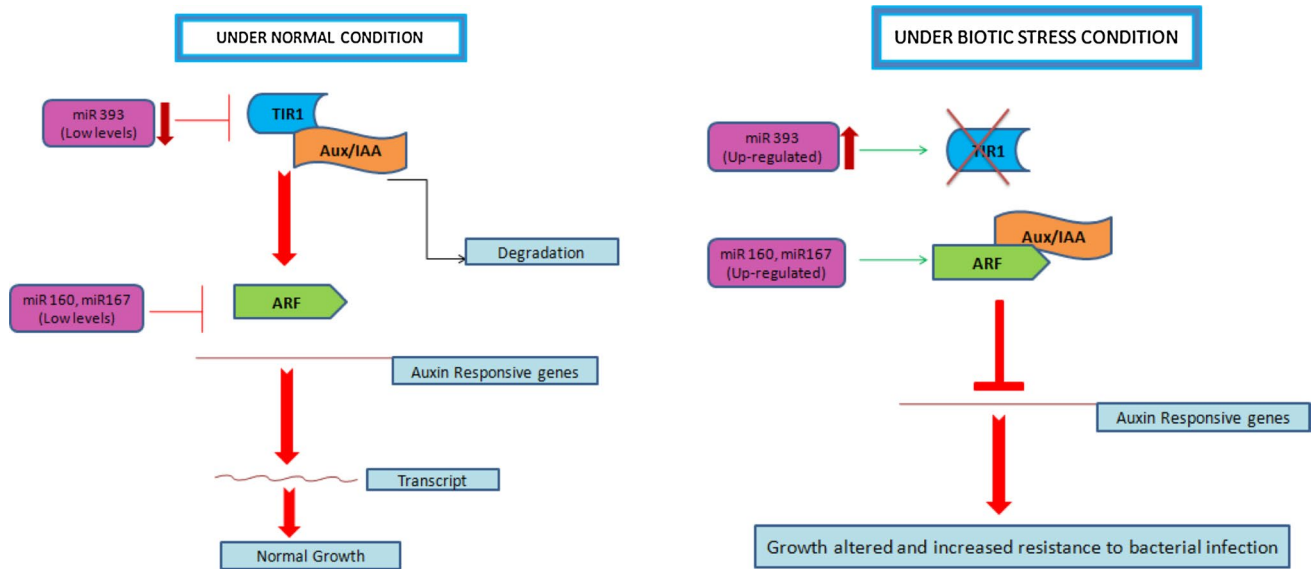 UNDER NORMAL CONDITION
miR 393
(Low levels)
TIR1
Aux/IAA
Degradation
miR 160, miR167
(Low levels)
ARF
Auxin Responsive genes
Transcript
Normal Growth
UNDER BIOTIC STRESS CONDITION
miR 393
(Up-regulated)
TIR1
Aux/IAA
miR 160, miR167
(Up-regulated)
ARF
Auxin Responsive genes
Growth altered and increased resistance to bacterial infection